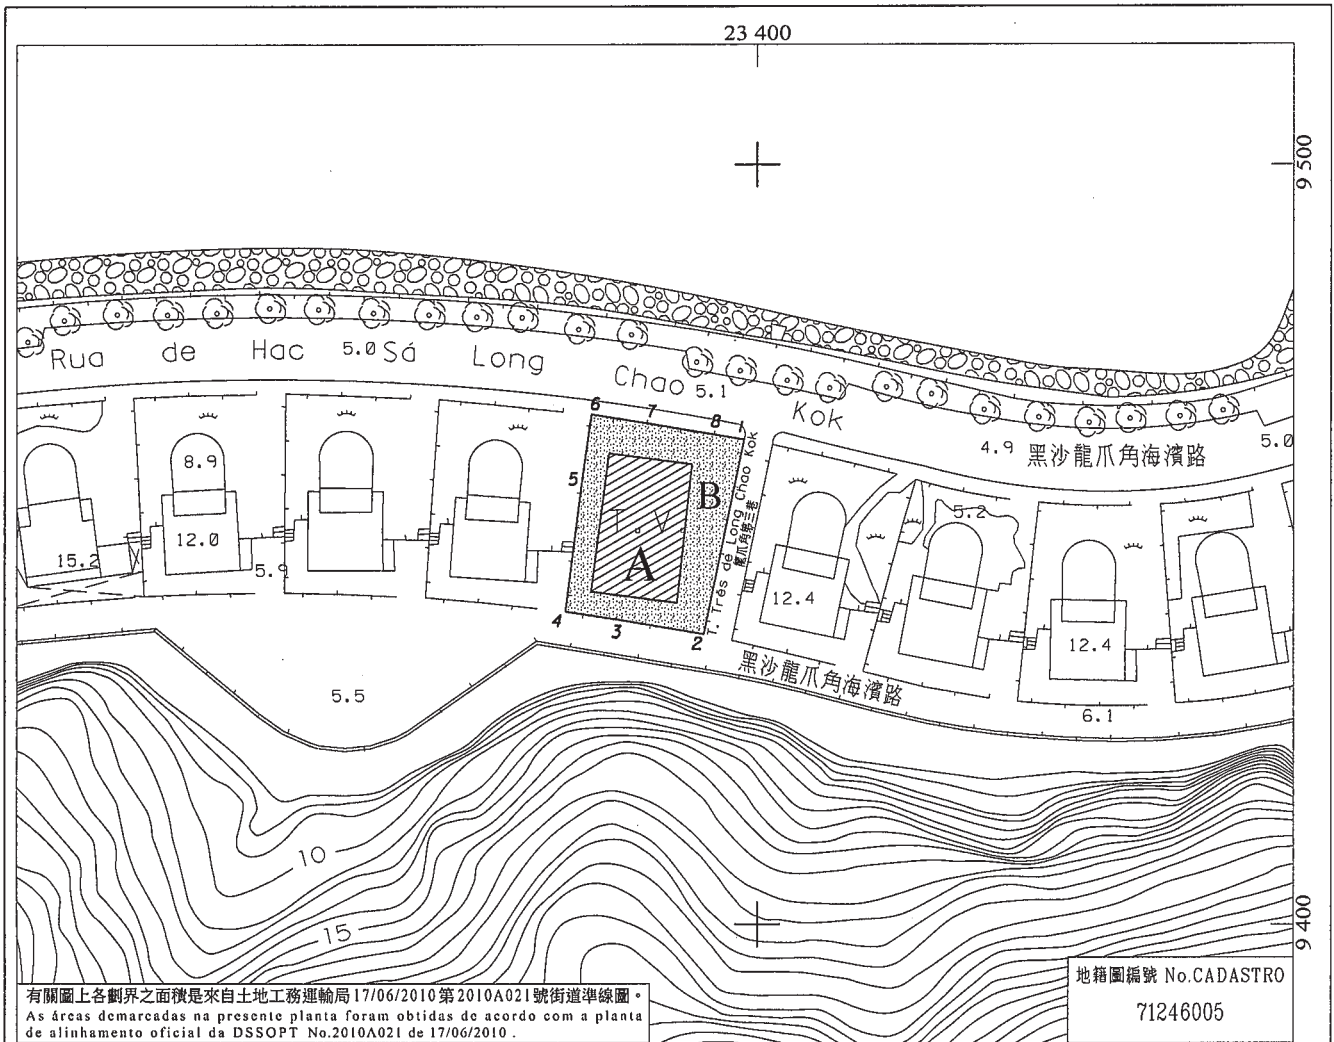 23 400
9 500
Rua de Hac 5.0 Sá Long Chao 5.1 Kok
4.9 黑沙龍爪角海濱路 5.0
6 7 8 1
8.9
5
B
T. Três de Long Chao Kok
龍爪角第三巷
T.V
A
12.0
15.2
5.9
5.2
12.4
12.4
4 3 2
黑沙龍爪角海濱路
5.5
6.1
10
15
9 400
有關圖上各劃界之面積是來自土地工務運輸局17/06/2010第2010A021號街道準線圖。
As áreas demarcadas na presente planta foram obtidas de acordo com a planta
de alinhamento oficial da DSSOPT No.2010A021 de 17/06/2010 .
地籍圖編號 No.CADASTRO
71246005